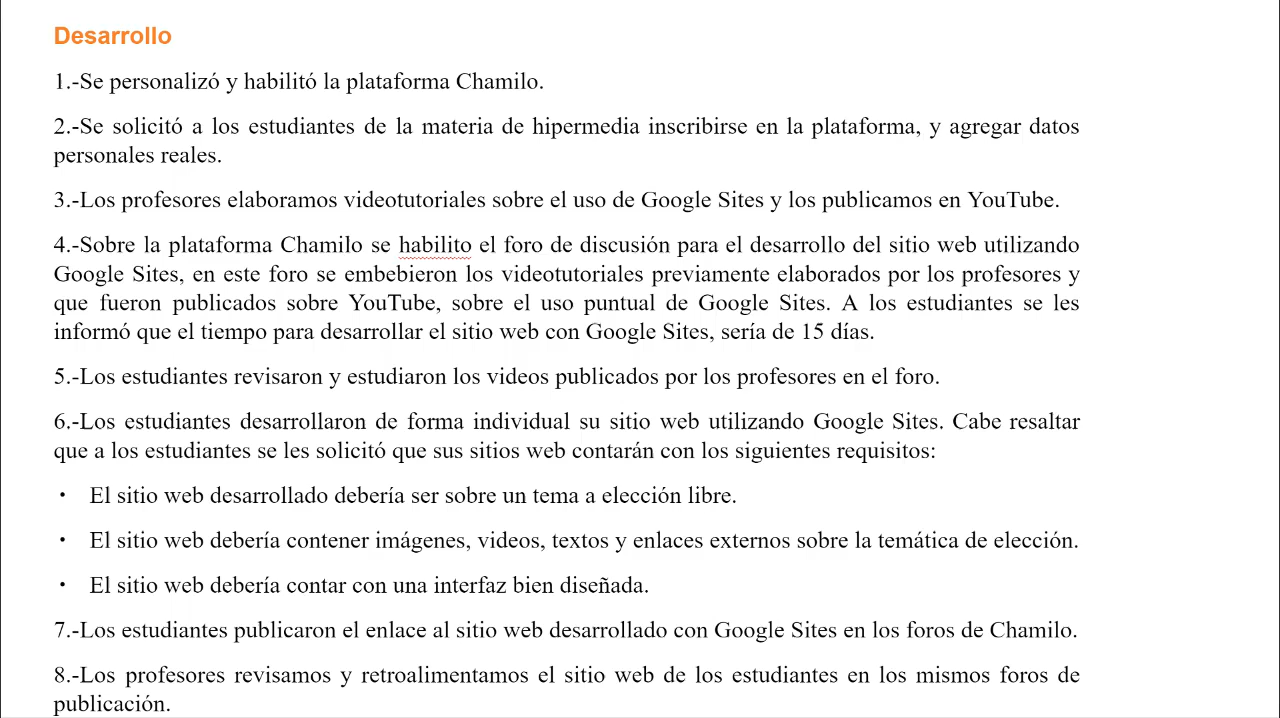 Desarrollo
1.-Se personalizó y habilitó la plataforma Chamilo.
2.-Se solicitó a los estudiantes de la materia de hipermedia inscribirse en la plataforma, y agregar datos
personales reales.
3.-Los profesores elaboramos videotutoriales sobre el uso de Google Sites y los publicamos en YouTube.
4.-Sobre la plataforma Chamilo se habilito el foro de discusión para el desarrollo del sitio web utilizando
Google Sites, en este foro se embebieron los videotutoriales previamente elaborados por los profesores y
que fueron publicados sobre YouTube, sobre el uso puntual de Google Sites. A los estudiantes se les
informó que el tiempo para desarrollar el sitio web con Google Sites, sería de 15 días.
5.-Los estudiantes revisaron y estudiaron los videos publicados por los profesores en el foro.
6.-Los estudiantes desarrollaron de forma individual su sitio web utilizando Google Sites. Cabe resaltar
que a los estudiantes se les solicitó que sus sitios web contarán con los siguientes requisitos:
• El sitio web desarrollado debería ser sobre un tema a elección libre.
• El sitio web debería contener imágenes, videos, textos y enlaces externos sobre la temática de elección.
• El sitio web debería contar con una interfaz bien diseñada.
7.-Los estudiantes publicaron el enlace al sitio web desarrollado con Google Sites en los foros de Chamilo.
8.-Los profesores revisamos y retroalimentamos el sitio web de los estudiantes en los mismos foros de
publicación.